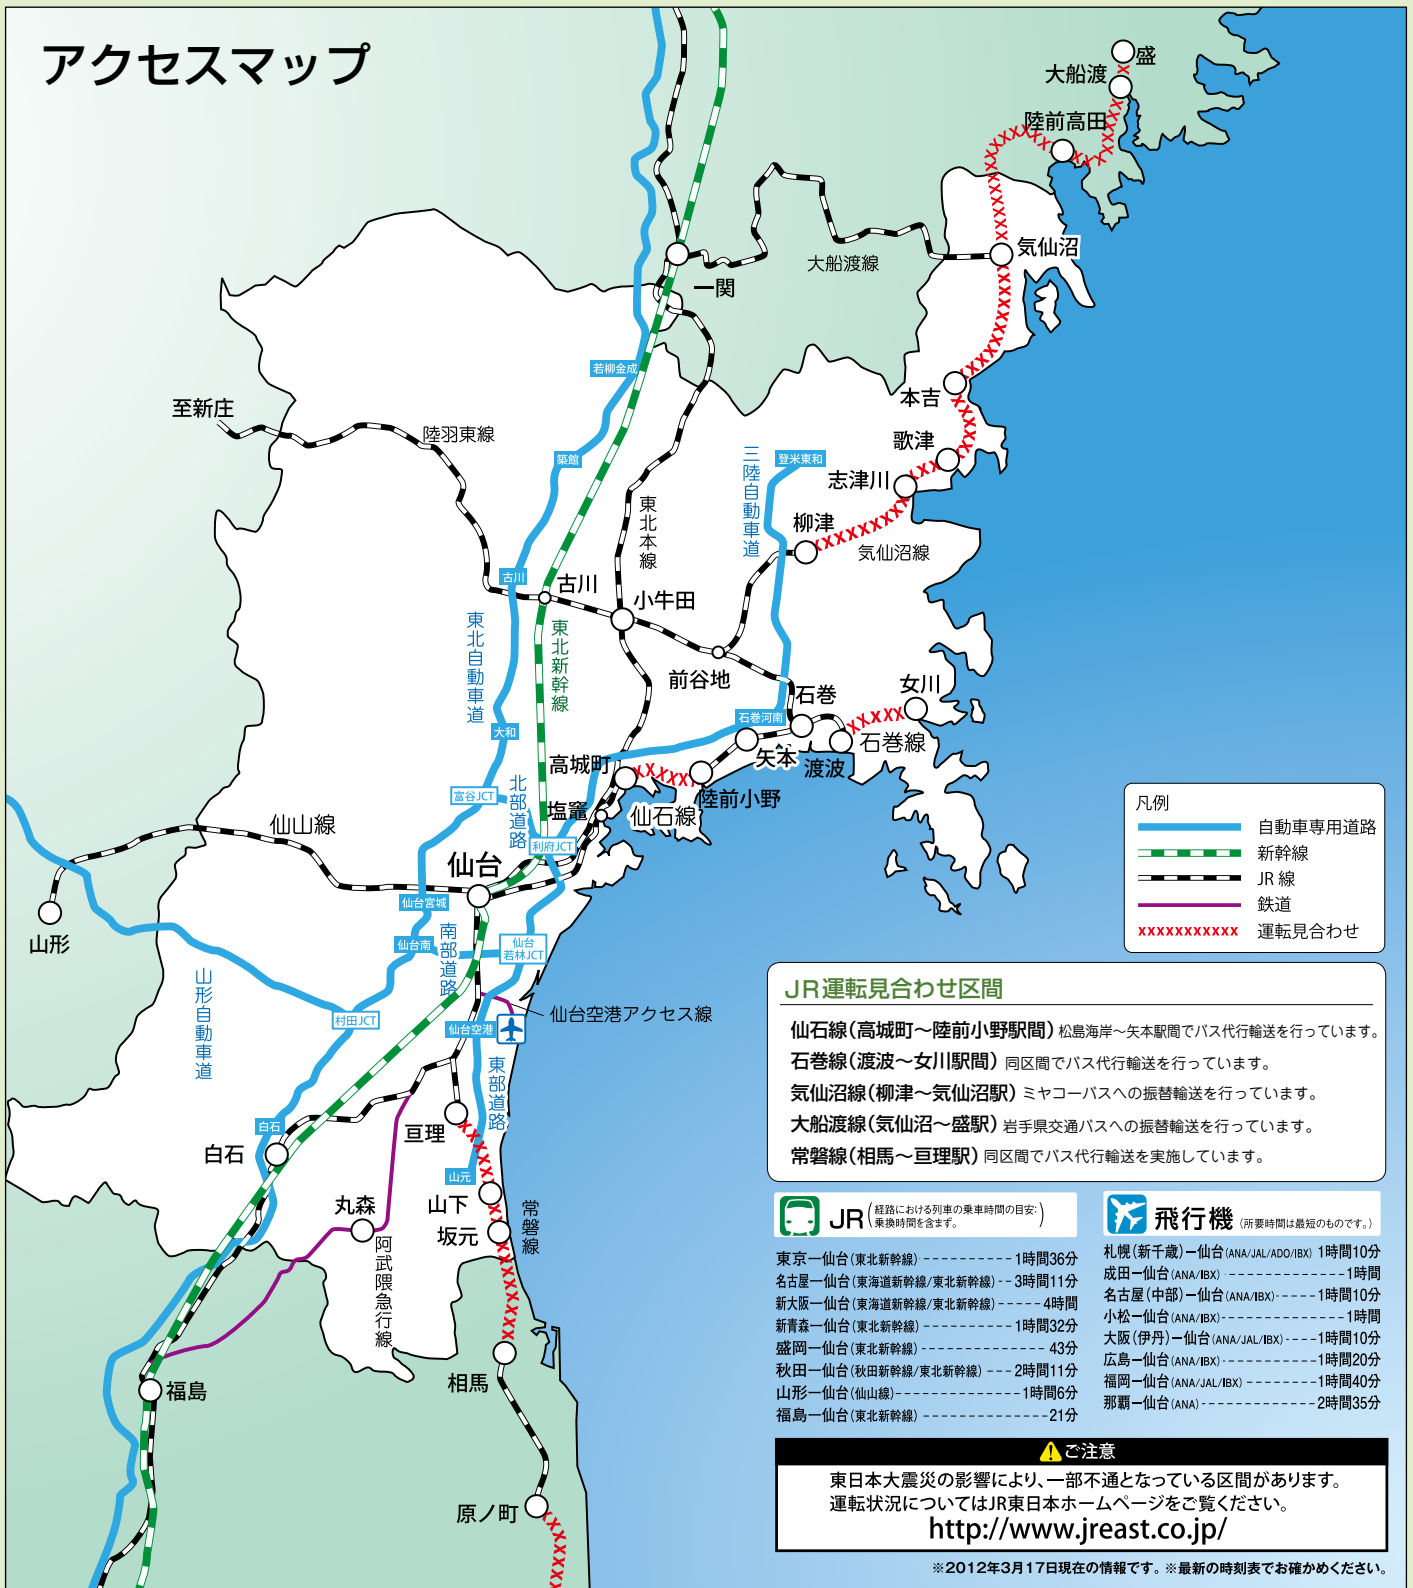 アクセスマップ
盛
大船渡
陸前高田
気仙沼
大船渡線
一関
若柳金成
本吉
至新庄
陸羽東線
歌津
築館
三陸自動車道
登米東和
志津川
東北本線
柳津
気仙沼線
古川
古川
小牛田
東北自動車道
東北新幹線
前谷地
女川
石巻
石巻河南
大和
石巻線
矢本
渡波
高城町
陸前小野
北部道路
富谷JCT
塩竈
仙石線
仙山線
利府JCT
仙台
仙台宮城
山形
仙台南
南部道路
仙台
若林JCT
山形自動車道
村田JCT
仙台空港アクセス線
仙台空港
東部道路
亘理
白石
白石
山元
山下
丸森
坂元
常磐線
阿武隈急行線
相馬
福島
原ノ町
凡例
自動車専用道路
新幹線
JR 線
鉄道
xxxxxxxxxxx 運転見合わせ
JR運転見合わせ区間
仙石線(高城町〜陸前小野駅間) 松島海岸〜矢本駅間でバス代行輸送を行っています。
石巻線(渡波〜女川駅間) 同区間でバス代行輸送を行っています。
気仙沼線(柳津〜気仙沼駅) ミヤコーバスへの振替輸送を行っています。
大船渡線(気仙沼〜盛駅) 岩手県交通バスへの振替輸送を行っています。
常磐線(相馬〜亘理駅) 同区間でバス代行輸送を実施しています。
JR (経路における列車の乗車時間の目安:
乗換時間を含まず。)
東京ー仙台(東北新幹線)----------1時間36分
名古屋ー仙台(東海道新幹線/東北新幹線)--3時間11分
新大阪ー仙台(東海道新幹線/東北新幹線)-----4時間
新青森ー仙台(東北新幹線)----------1時間32分
盛岡ー仙台(東北新幹線)--------------43分
秋田ー仙台(秋田新幹線/東北新幹線)---2時間11分
山形ー仙台(仙山線)--------------1時間6分
福島ー仙台(東北新幹線)--------------21分
飛行機 (所要時間は最短のものです。)
札幌(新千歳)ー仙台(ANA/JAL/ADO/IBX) 1時間10分
成田ー仙台(ANA/IBX)--------------1時間
名古屋(中部)ー仙台(ANA/IBX)-----1時間10分
小松ー仙台(ANA/IBX)--------------1時間
大阪(伊丹)ー仙台(ANA/JAL/IBX)----1時間10分
広島ー仙台(ANA/IBX)-----------1時間20分
福岡ー仙台(ANA/JAL/IBX)---------1時間40分
那覇ー仙台(ANA)--------------2時間35分
ご注意
東日本大震災の影響により、一部不通となっている区間があります。
運転状況についてはJR東日本ホームページをご覧ください。
http://www.jreast.co.jp/
※2012年3月17日現在の情報です。※最新の時刻表でお確かめください。